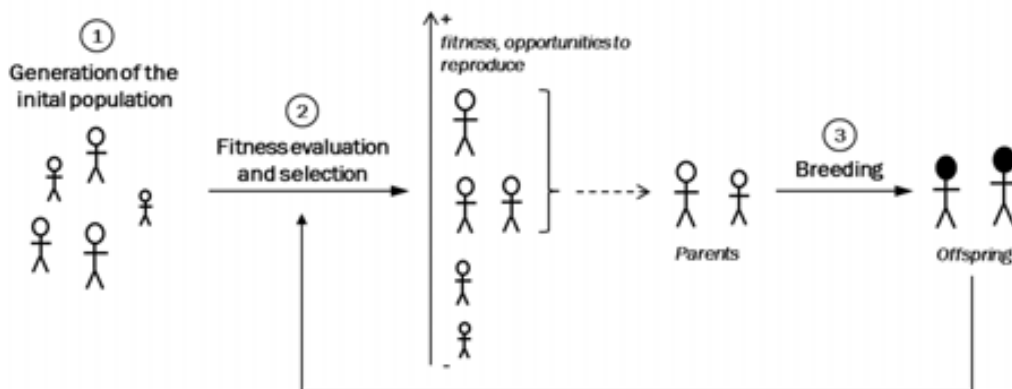 1
Generation of the
inital population
2
Fitness evaluation
and selection
+
fitness, opportunities to
reproduce
-
Parents
3
Breeding
Offspring